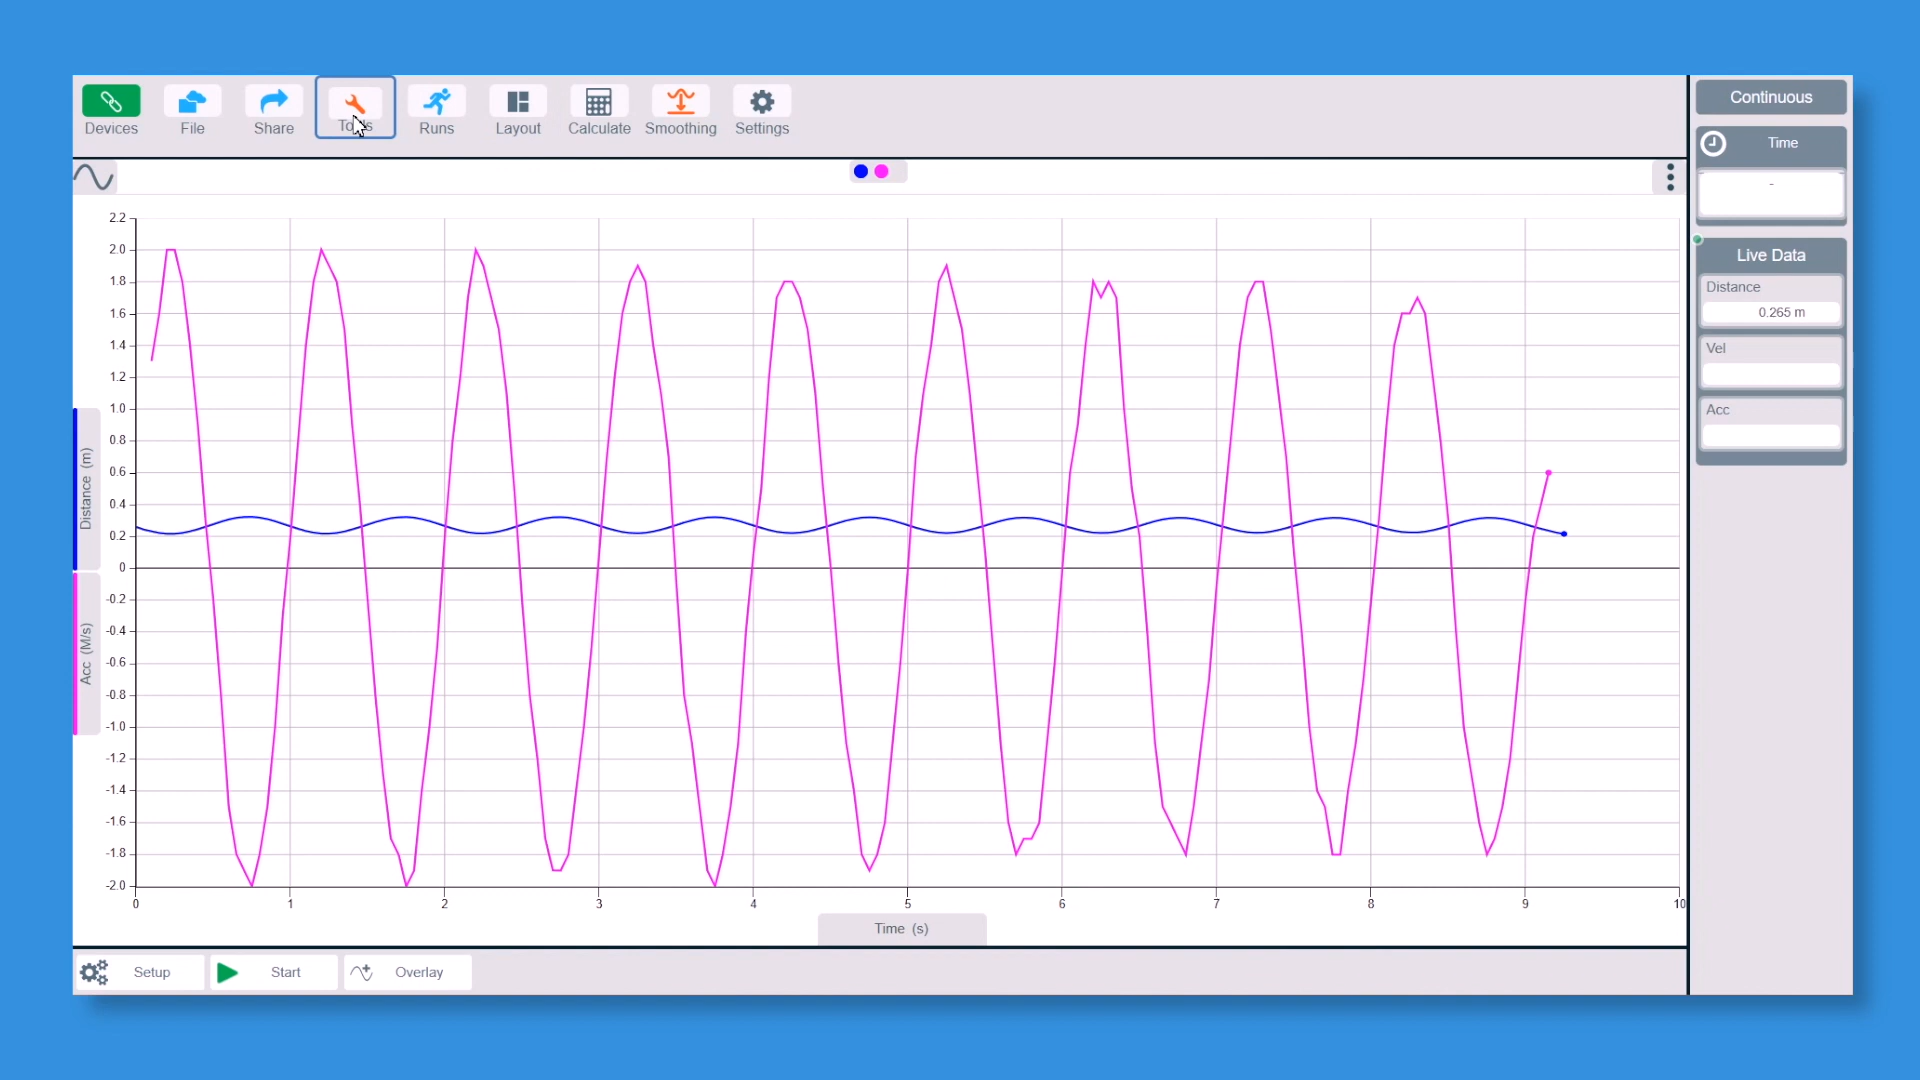 Devices File Share Tools Runs Layout Calculate Smoothing Settings
Continuous
Time
-
Live Data
Distance
0.265 m
Vel
Acc
2.2
2.0
1.8
1.6
1.4
1.2
1.0
0.8
0.6
0.4
0.2
0
-0.2
-0.4
-0.6
-0.8
-1.0
-1.2
-1.4
-1.6
-1.8
-2.0
Distance (m)
Acc (M/s)
0 1 2 3 4 5 6 7 8 9 10
Time (s)
Setup Start Overlay